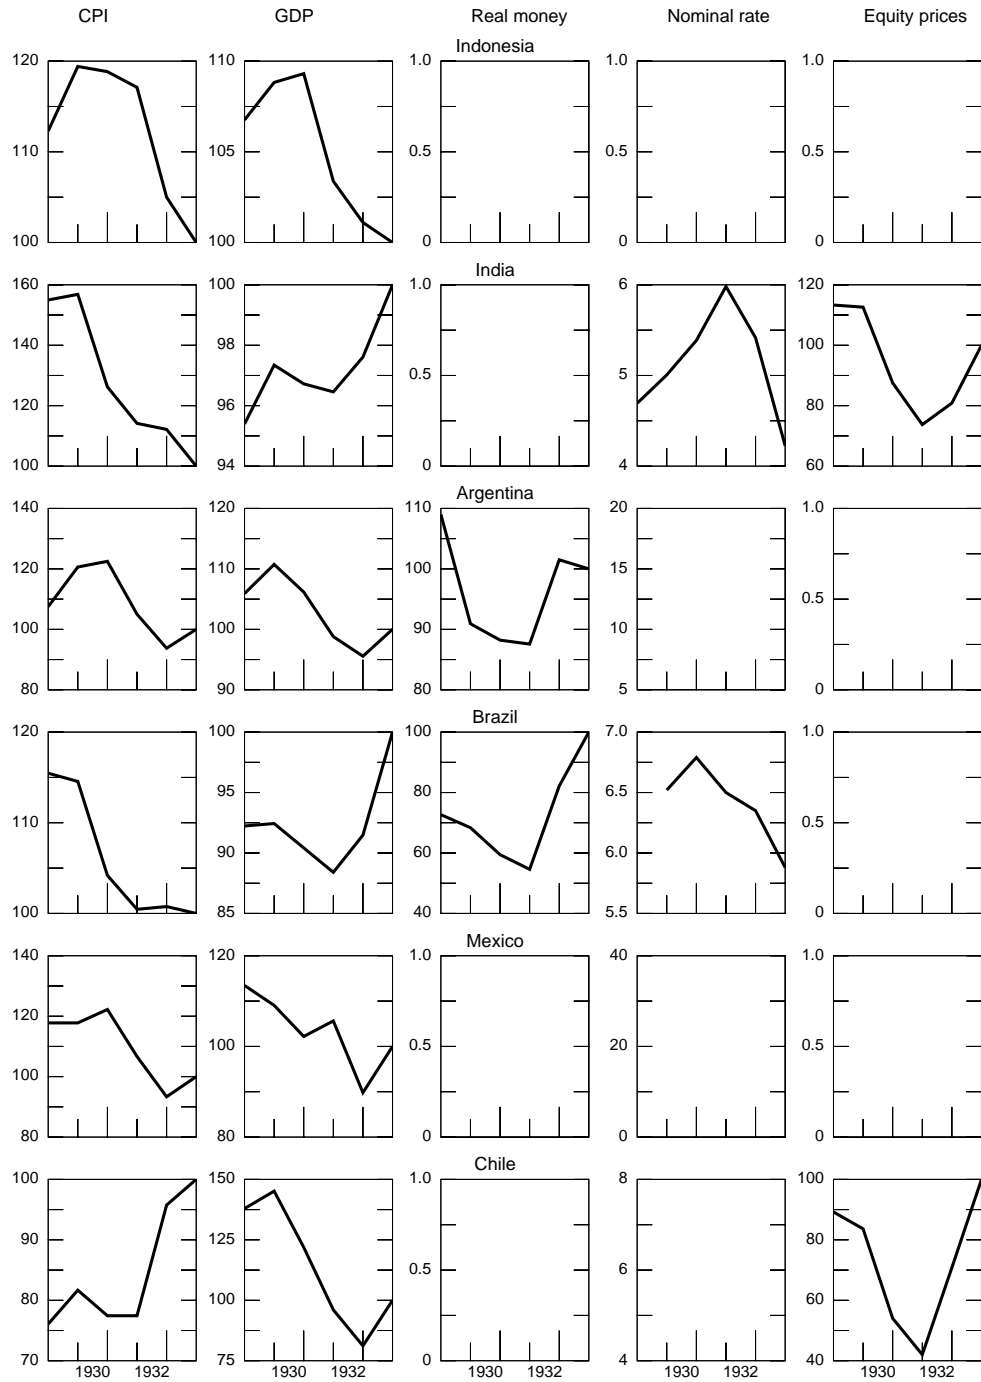 CPI GDP Real money Nominal rate Equity prices
Indonesia
120 110 1.0 1.0 1.0
110 105 0.5 0.5 0.5
100 100 0 0 0
India
160 100 1.0 6 120
140 98 100
0.5 5
120 96 80
100 94 0 4 60
Argentina
140 120 110 20 1.0
120 110 100 15
0.5
100 100 90 10
80 90 80 5 0
Brazil
120 100 100 7.0 1.0
95 80 6.5
110 0.5
90 60 6.0
100 85 40 5.5 0
Mexico
140 120 1.0 40 1.0
120
100 0.5 20 0.5
100
80 80 0 0 0
Chile
100 150 1.0 8 100
90 125 80
0.5 6
80 100 60
70 75 0 4 40
1930 1932 1930 1932 1930 1932 1930 1932 1930 1932